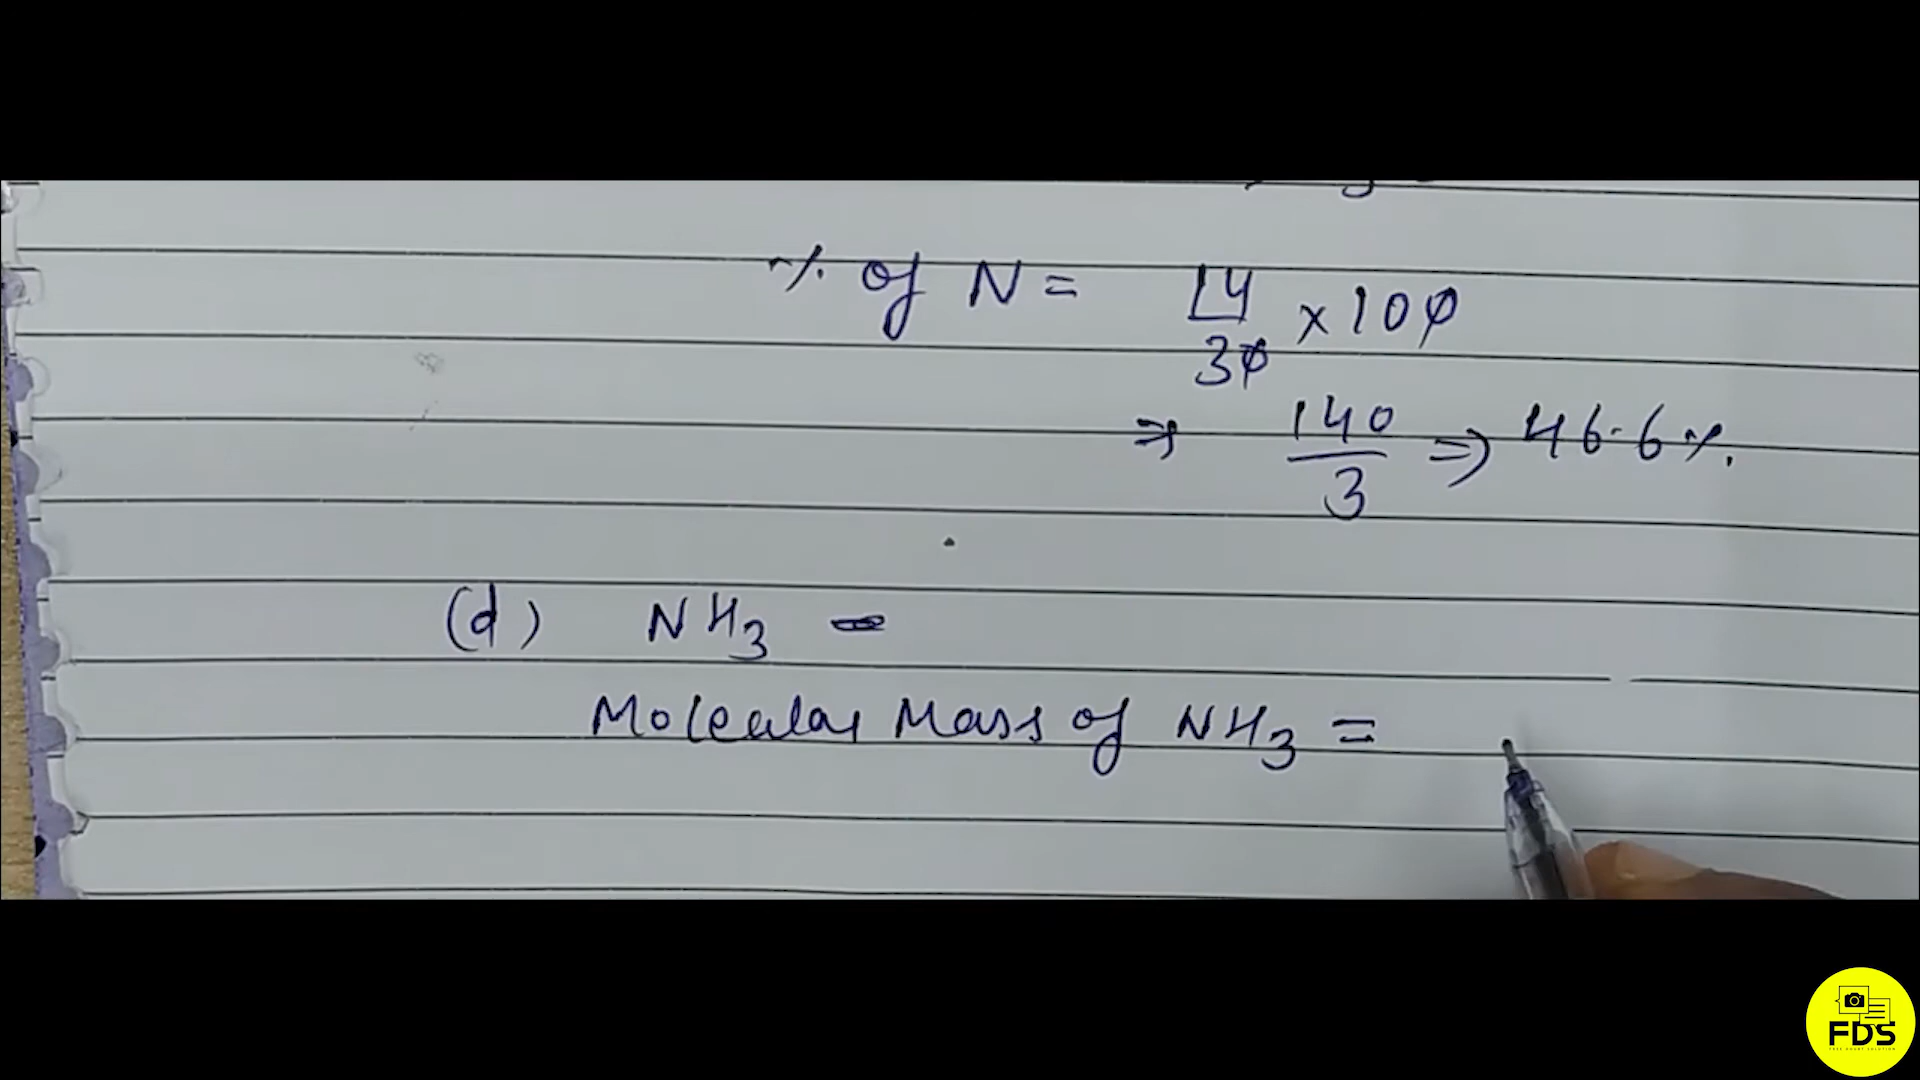 % of N = 14/30 × 100
⇒ 140/3 ⇒ 46.6%.
(d) NH3 -
Molecular Mass of NH3 =
FDS